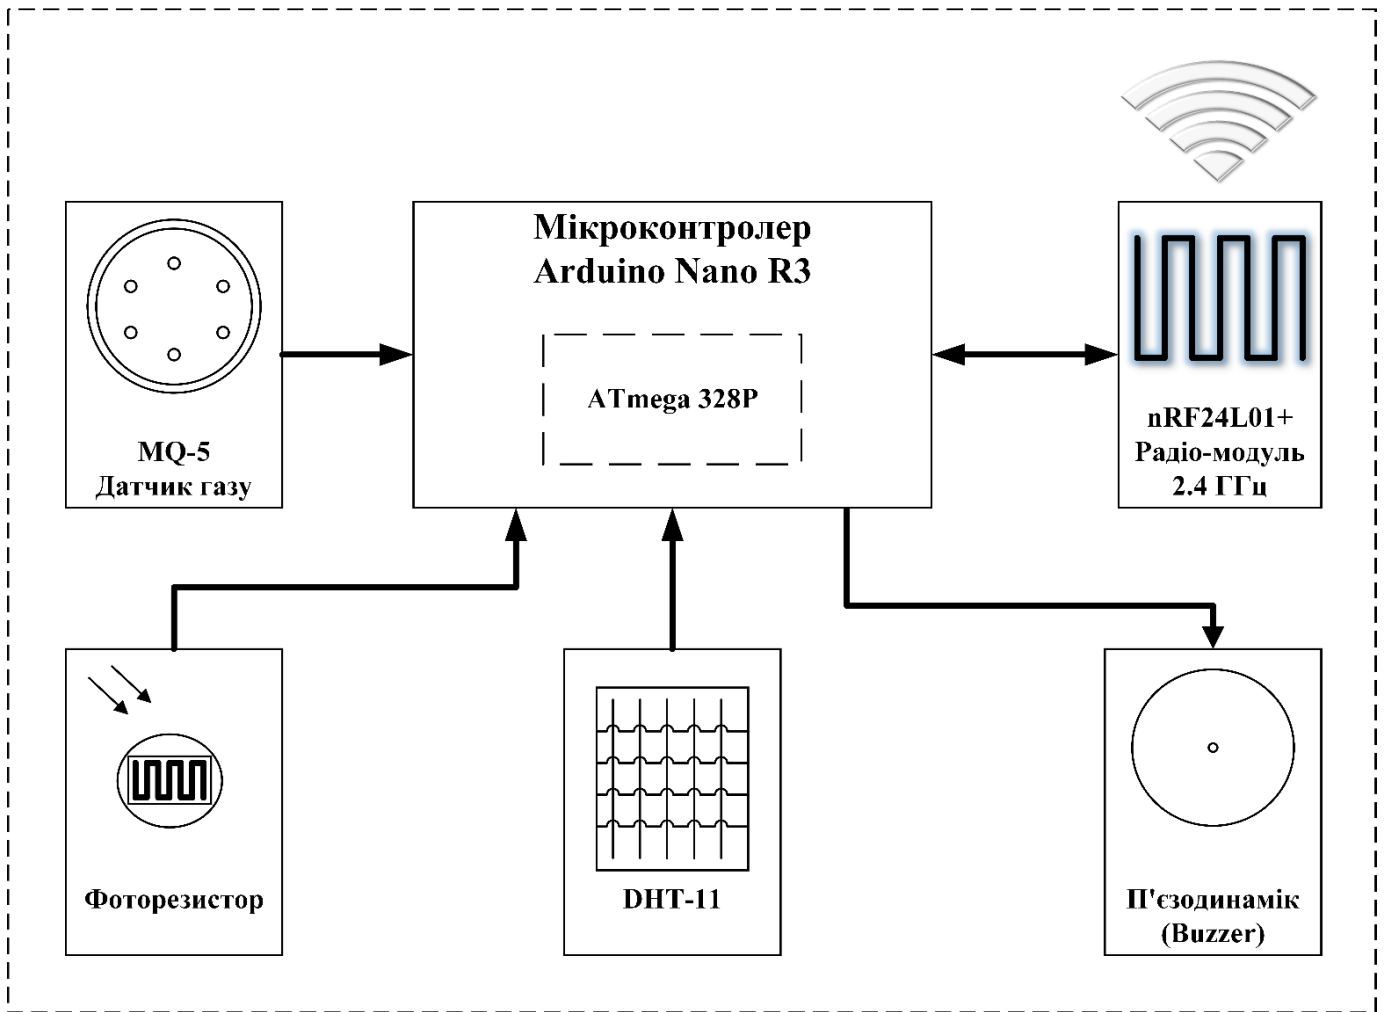 Мікроконтролер
Arduino Nano R3
ATmega 328P
MQ-5
Датчик газу
nRF24L01+
Радіо-модуль
2.4 ГГц
Фоторезистор
DHT-11
П'єзодинамік
(Buzzer)